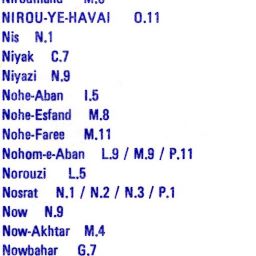 NIROU-YE-HAVAI O.11
Nis N.1
Niyak C.7
Niyazi N.9
Nohe-Aban I.5
Nohe-Esfand M.8
Nohe-Faree M.11
Nohom-e-Aban L.9 / M.9 / P.11
Norouzi L.5
Nosrat N.1 / N.2 / N.3 / P.1
Now N.9
Now-Akhtar M.4
Nowbahar G.7